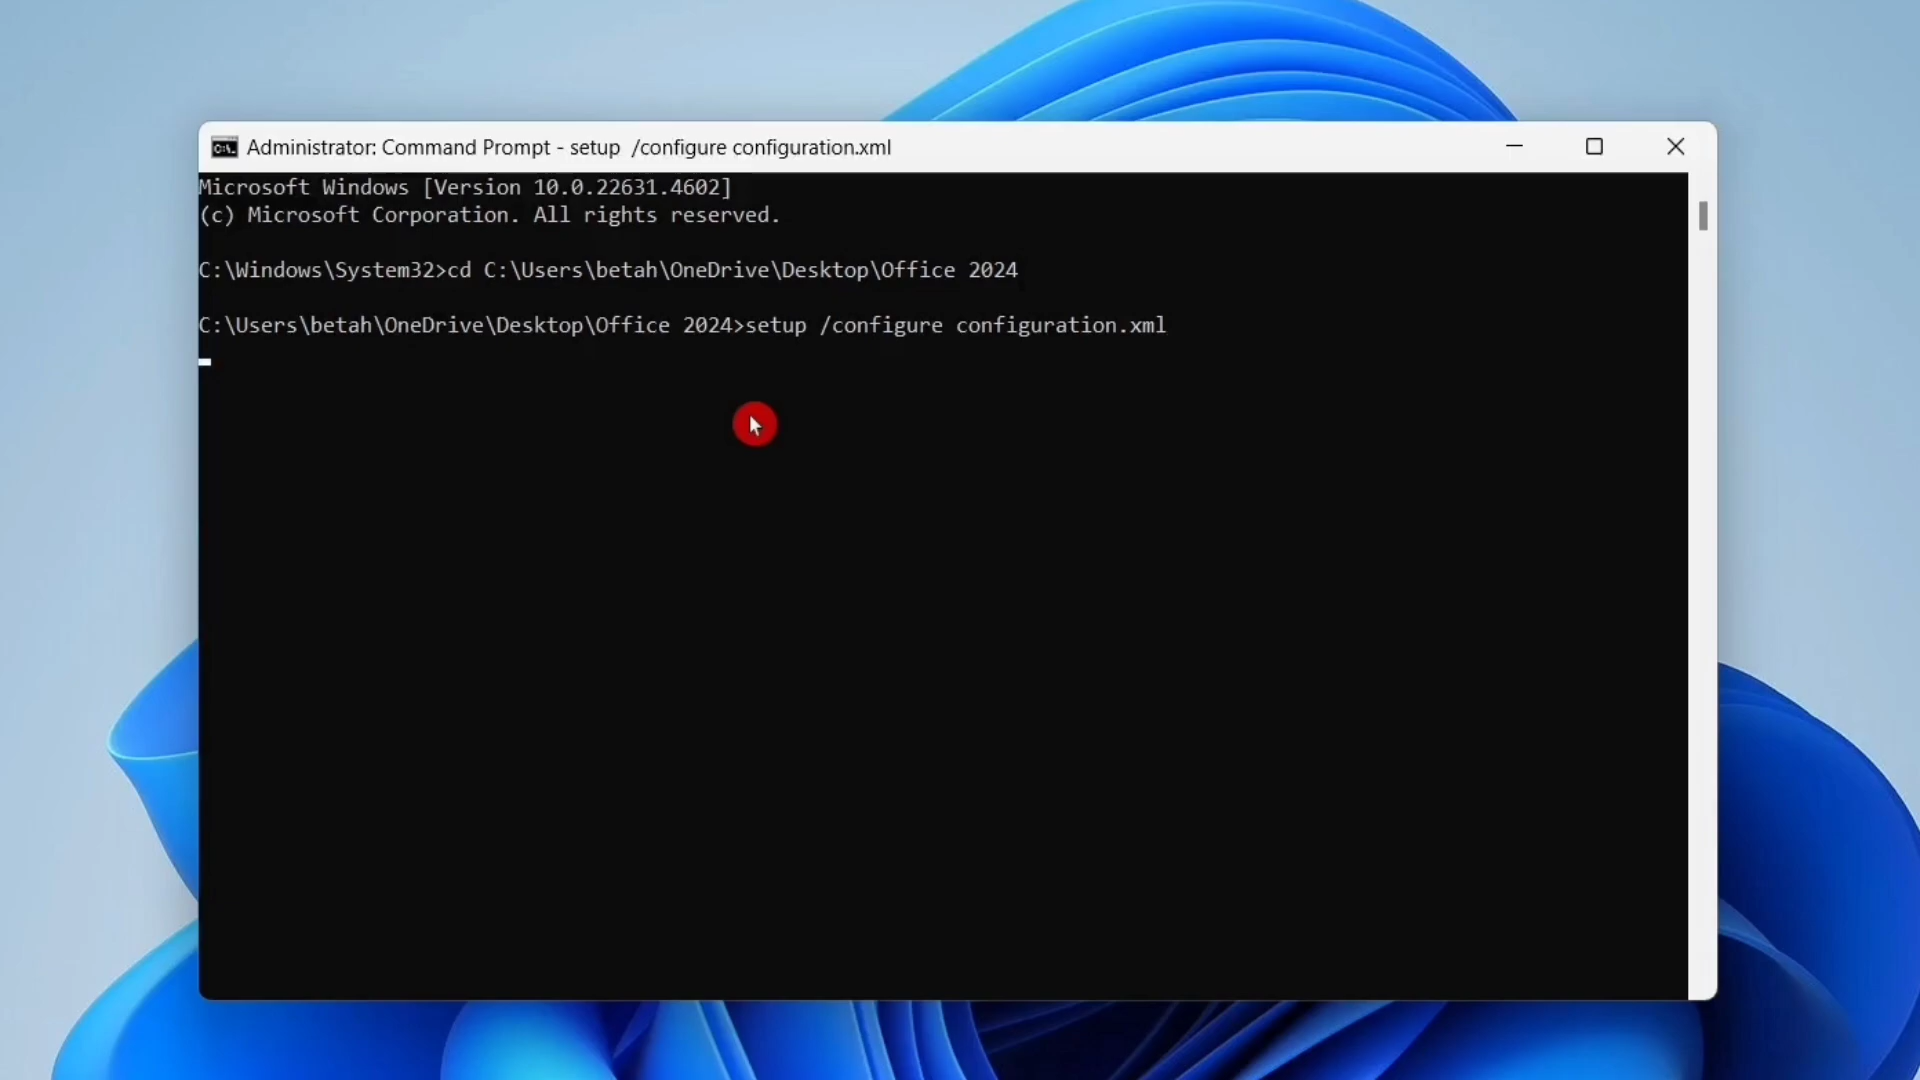 Administrator: Command Prompt - setup  /configure configuration.xml
Microsoft Windows [Version 10.0.22631.4602]
(c) Microsoft Corporation. All rights reserved.
C:\Windows\System32>cd C:\Users\betah\OneDrive\Desktop\Office 2024
C:\Users\betah\OneDrive\Desktop\Office 2024>setup /configure configuration.xml